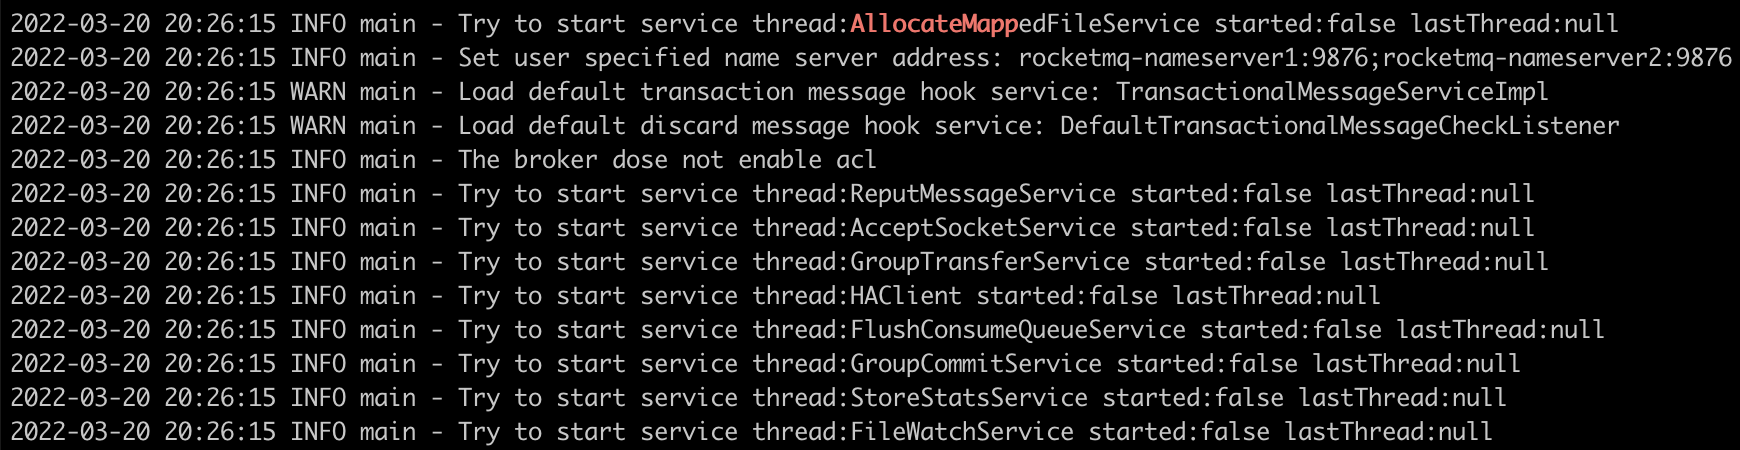 2022-03-20 20:26:15 INFO main - Try to start service thread:AllocateMappedFileService started:false lastThread:null
2022-03-20 20:26:15 INFO main - Set user specified name server address: rocketmq-nameserver1:9876;rocketmq-nameserver2:9876
2022-03-20 20:26:15 WARN main - Load default transaction message hook service: TransactionalMessageServiceImpl
2022-03-20 20:26:15 WARN main - Load default discard message hook service: DefaultTransactionalMessageCheckListener
2022-03-20 20:26:15 INFO main - The broker dose not enable acl
2022-03-20 20:26:15 INFO main - Try to start service thread:ReputMessageService started:false lastThread:null
2022-03-20 20:26:15 INFO main - Try to start service thread:AcceptSocketService started:false lastThread:null
2022-03-20 20:26:15 INFO main - Try to start service thread:GroupTransferService started:false lastThread:null
2022-03-20 20:26:15 INFO main - Try to start service thread:HAClient started:false lastThread:null
2022-03-20 20:26:15 INFO main - Try to start service thread:FlushConsumeQueueService started:false lastThread:null
2022-03-20 20:26:15 INFO main - Try to start service thread:GroupCommitService started:false lastThread:null
2022-03-20 20:26:15 INFO main - Try to start service thread:StoreStatsService started:false lastThread:null
2022-03-20 20:26:15 INFO main - Try to start service thread:FileWatchService started:false lastThread:null